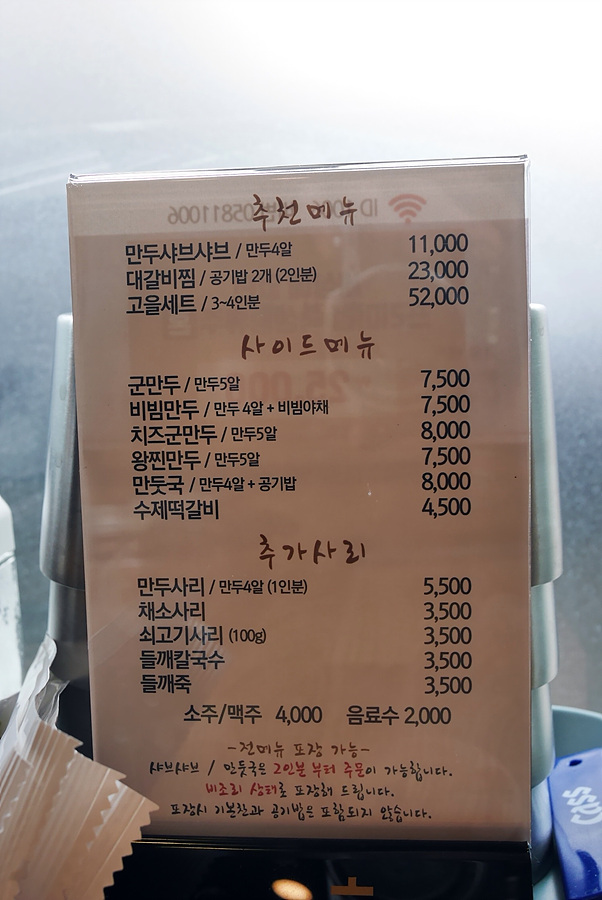 추천메뉴
만두샤브샤브 / 만두4알 11,000
대갈비찜 / 공기밥 2개 (2인분) 23,000
고을세트 / 3~4인분 52,000
사이드메뉴
군만두 / 만두5알 7,500
비빔만두 / 만두 4알 + 비빔야채 7,500
치즈군만두 / 만두5알 8,000
왕찐만두 / 만두5알 7,500
만둣국 / 만두4알 + 공기밥 8,000
수제떡갈비 4,500
추가사리
만두사리 / 만두4알 (1인분) 5,500
채소사리 3,500
쇠고기사리 (100g) 3,500
들깨칼국수 3,500
들깨죽 3,500
소주/맥주 4,000 음료수 2,000
-전메뉴 포장 가능-
샤브샤브 / 만둣국은 2인분 부터 주문이 가능합니다.
비조리 상태로 포장해 드립니다.
포장시 기본찬과 공기밥은 포함되지 않습니다.